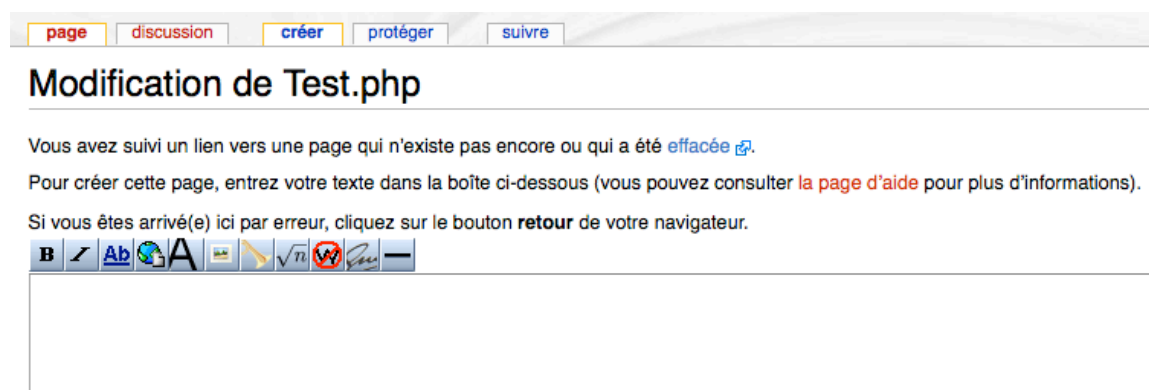 page discussion créer protéger suivre
Modification de Test.php
Vous avez suivi un lien vers une page qui n'existe pas encore ou qui a été effacée.
Pour créer cette page, entrez votre texte dans la boîte ci-dessous (vous pouvez consulter la page d’aide pour plus d’informations).
Si vous êtes arrivé(e) ici par erreur, cliquez sur le bouton retour de votre navigateur.
B I Ab A √n W